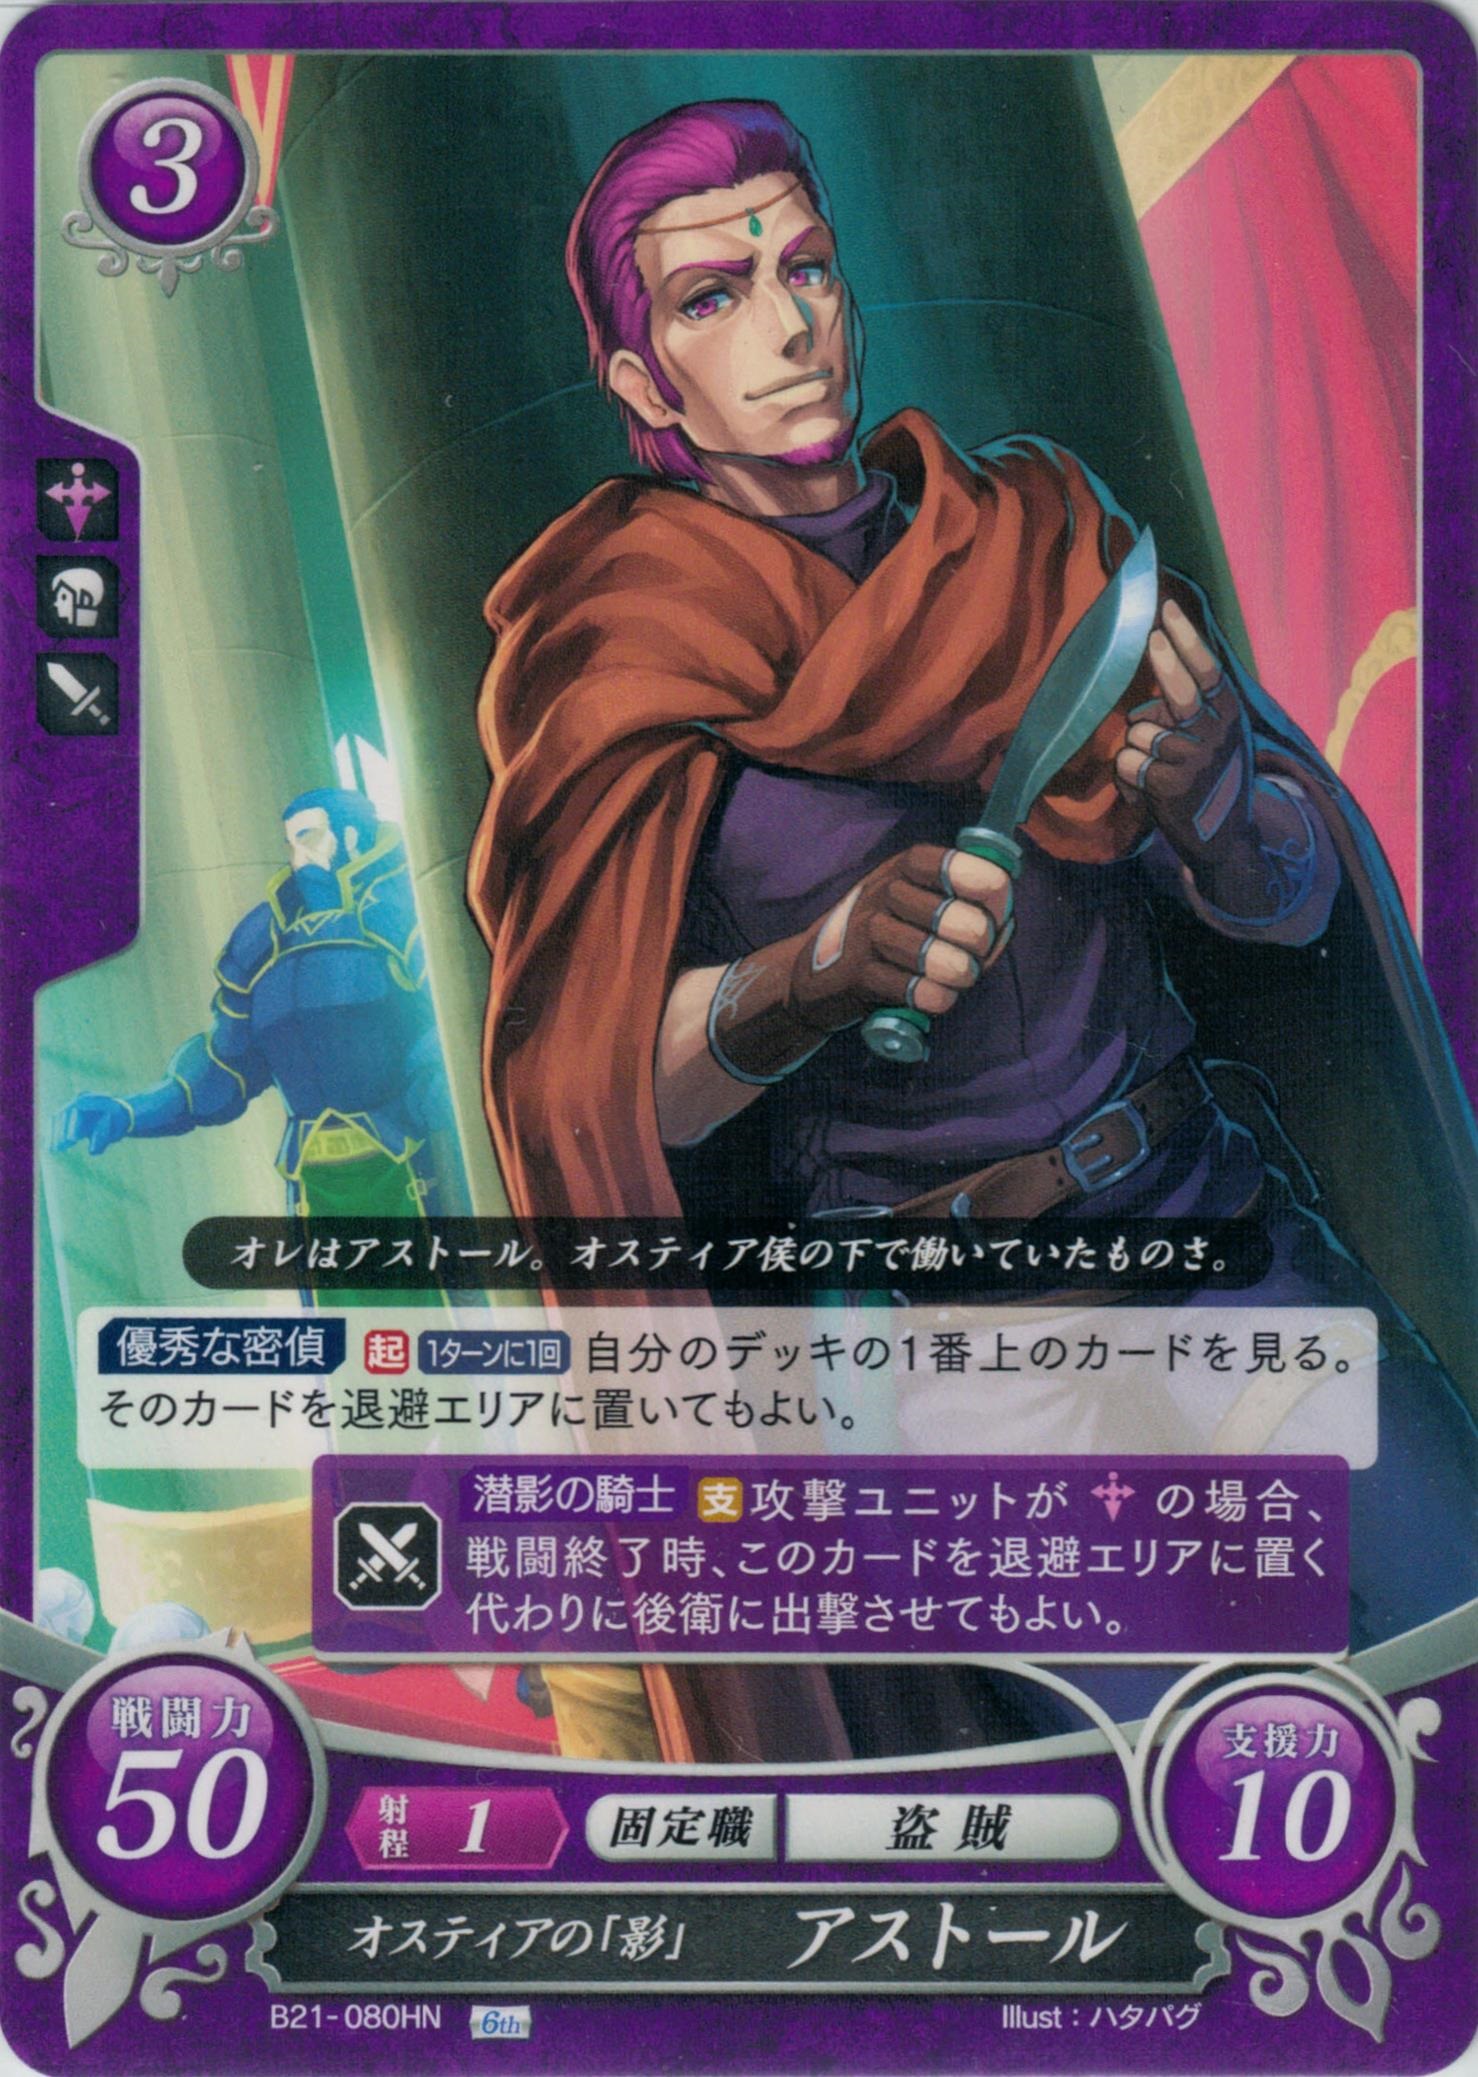 3
オレはアストール。オスティア侯の下で働いていたものさ。
優秀な密偵 起 1ターンに1回 自分のデッキの1番上のカードを見る。
そのカードを退避エリアに置いてもよい。
潜影の騎士 支 攻撃ユニットが の場合、
戦闘終了時、このカードを退避エリアに置く
代わりに後衛に出撃させてもよい。
戦闘力
50
射程 1
固定職
盗賊
支援力
10
オスティアの「影」 アストール
B21-080HN 6th
Illust:ハタパグ